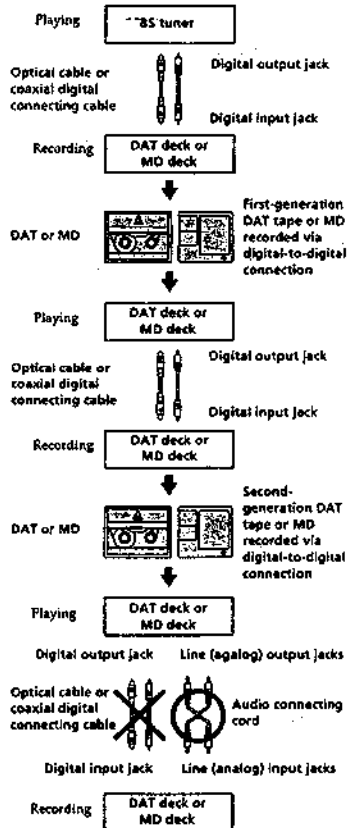 Playing
8S tuner
Optical cable or
coaxial digital
connecting cable
Digital output jack
Digital input jack
Recording
DAT deck or
MD deck
DAT or MD
First-generation
DAT tape or MD
recorded via
digital-to-digital
connection
Playing
DAT deck or
MD deck
Optical cable or
coaxial digital
connecting cable
Digital output jack
Digital input jack
Recording
DAT deck or
MD deck
DAT or MD
Second-
generation DAT
tape or MD
recorded via
digital-to-digital
connection
Playing
DAT deck or
MD deck
Digital output jack
Line (agalog) output jacks
Optical cable or
coaxial digital
connecting cable
Audio connecting
cord
Digital input jack
Line (analog) input jacks
Recording
DAT deck or
MD deck